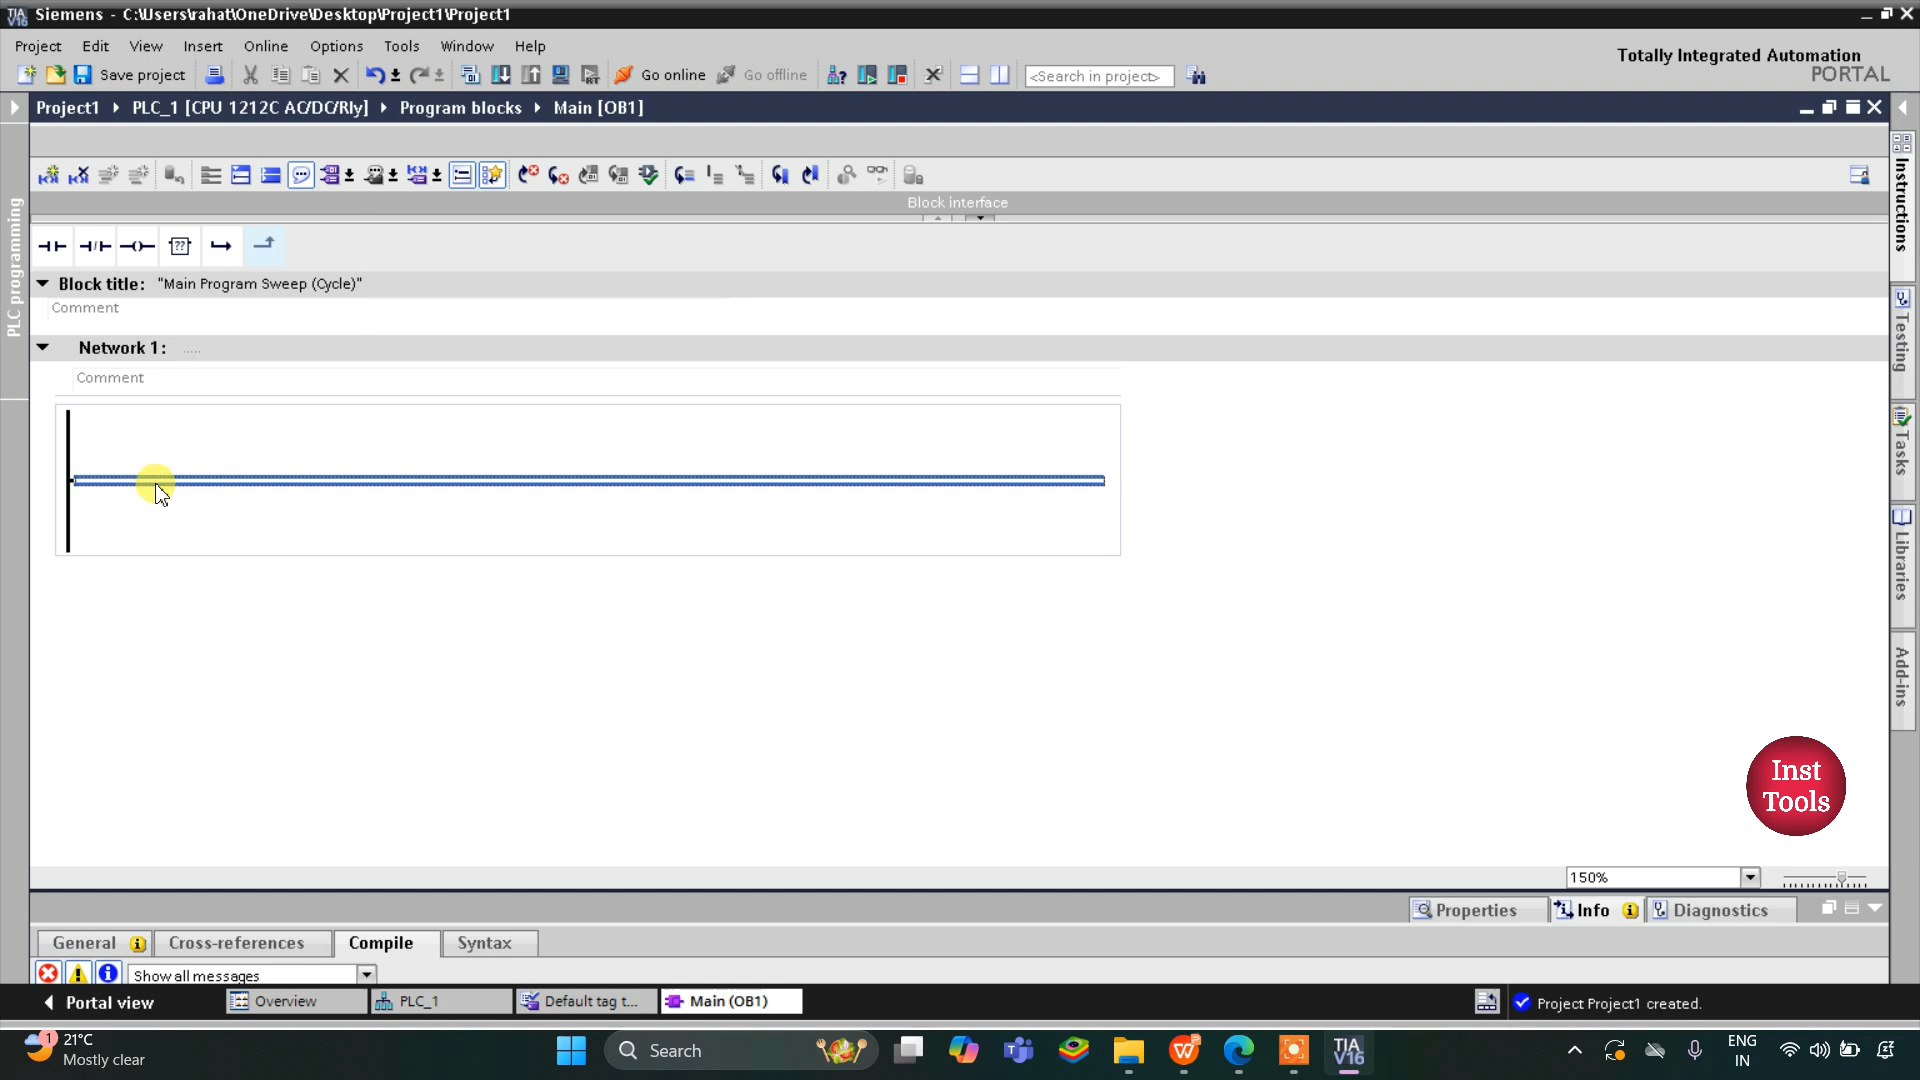 TIA V16 Siemens - C:\Users\rahat\OneDrive\Desktop\Project1\Project1
Project Edit View Insert Online Options Tools Window Help
Totally Integrated Automation
PORTAL
Save project Go online Go offline <Search in project>
Project1 PLC_1 [CPU 1212C AC/DC/Rly] Program blocks Main [OB1]
Block interface
??
Block title: "Main Program Sweep (Cycle)"
Comment
Network 1: .....
Comment
PLC programming
Instructions
Testing
Tasks
Libraries
Add-ins
Inst
Tools
150%
Properties Info Diagnostics
General Cross-references Compile Syntax
Show all messages
Portal view Overview PLC_1 Default tag t... Main (OB1) Project Project1 created.
1 21°C
Mostly clear
Search
TIA
V16
ENG
IN